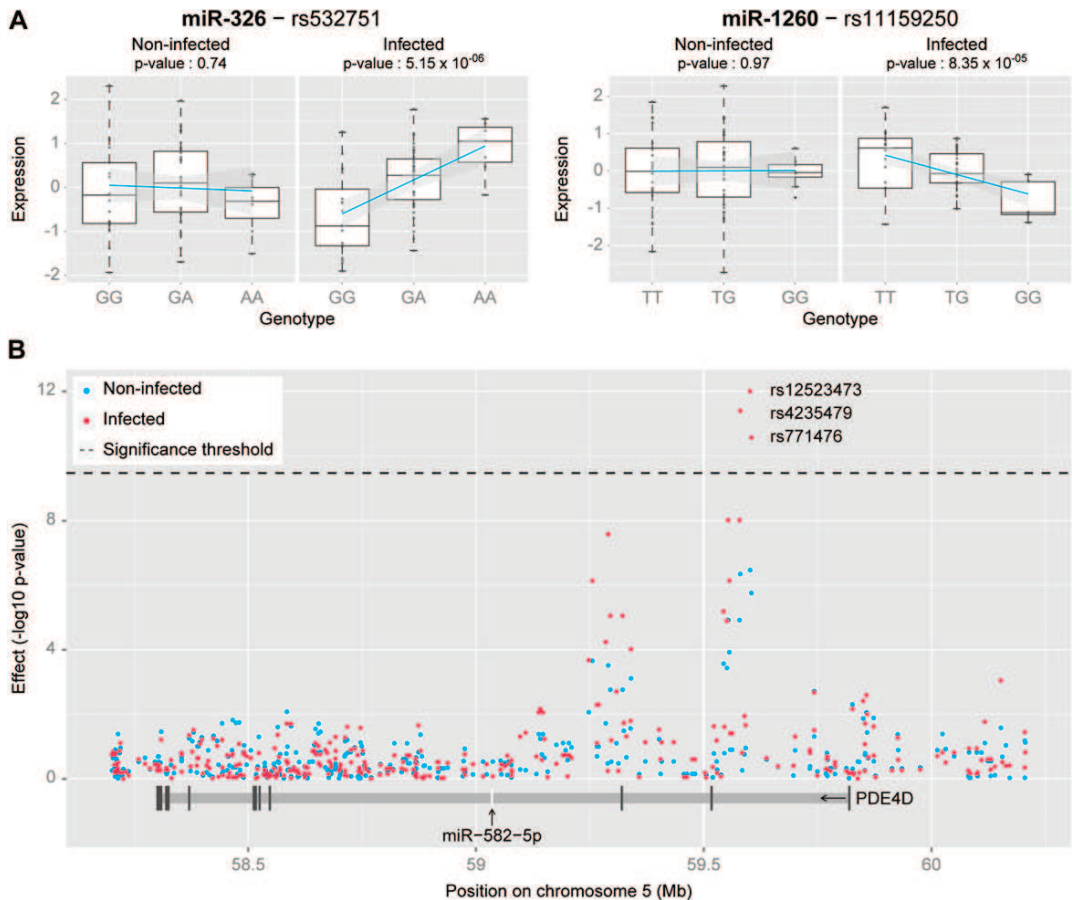 A
miR-326 – rs532751
Non-infected
p-value : 0.74
Infected
p-value : 5.15 x 10-06
Expression
2
1
0
-1
-2
GG
GA
AA
GG
GA
AA
Genotype
miR-1260 – rs11159250
Non-infected
p-value : 0.97
Infected
p-value : 8.35 x 10-05
Expression
2
1
0
-1
-2
TT
TG
GG
TT
TG
GG
Genotype
B
Non-infected
Infected
Significance threshold
rs12523473
rs4235479
rs771476
Effect (-log10 p-value)
12
8
4
0
PDE4D
miR−582−5p
58.5
59
59.5
60
Position on chromosome 5 (Mb)